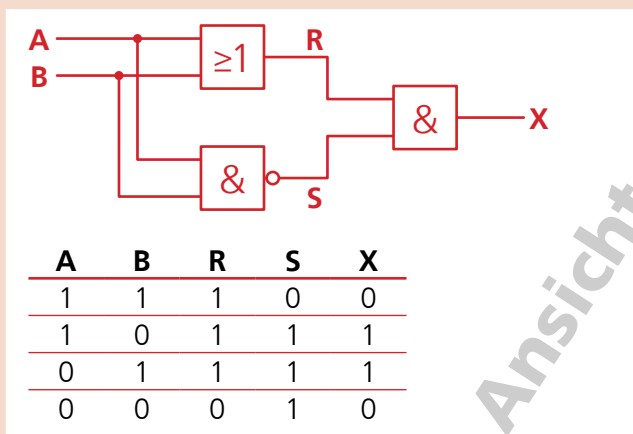 A
B
≥1
R
&
X
&
S
A B R S X
1 1 1 0 0
1 0 1 1 1
0 1 1 1 1
0 0 0 1 0
Ansicht